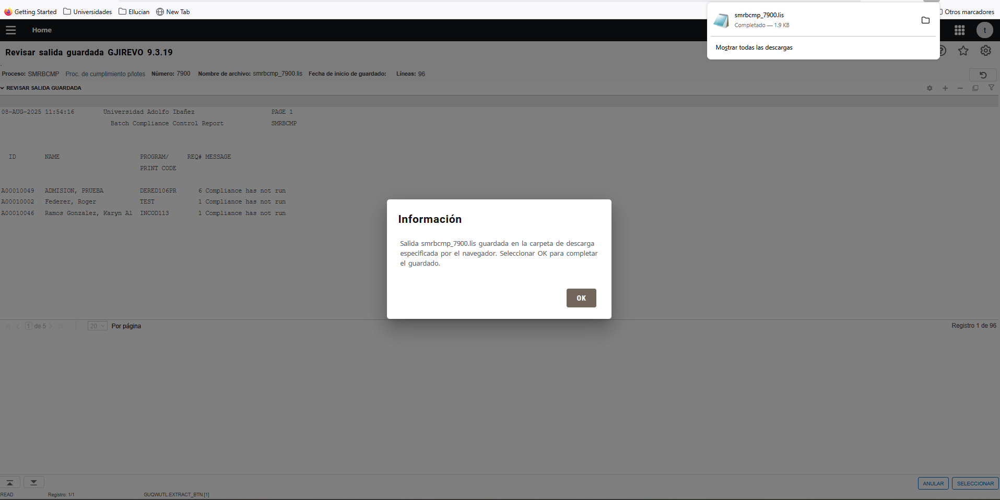 Getting Started Universidades Ellucian New Tab
Otros marcadores
smrbcmp_7900.lis
Completado — 1.9 KB
Mostrar todas las descargas
Home
t
Revisar salida guardada GJIREVO 9.3.19
Proceso: SMRBCMP Proc. de cumplimiento p/lotes Número: 7900 Nombre de archivo: smrbcmp_7900.lis Fecha de inicio de guardado: Líneas: 96
REVISAR SALIDA GUARDADA
08-AUG-2025 11:54:16 Universidad Adolfo Ibañez PAGE 1
Batch Compliance Control Report SMRBCMP
ID NAME PROGRAM/ REQ# MESSAGE
PRINT CODE
A00010049 ADMISION, PRUEBA DERED106PR 6 Compliance has not run
A00010002 Federer, Roger TEST 1 Compliance has not run
A00010046 Ramos Gonzalez, Karyn Al INCOD113 1 Compliance has not run
Información
Salida smrbcmp_7900.lis guardada en la carpeta de descarga
especificada por el navegador. Seleccionar OK para completar
el guardado.
OK
1 de 5 20 Por página
Registro 1 de 96
ANULAR SELECCIONAR
READ Registro: 1/1 GUQWUTL.EXTRACT_BTN [1]